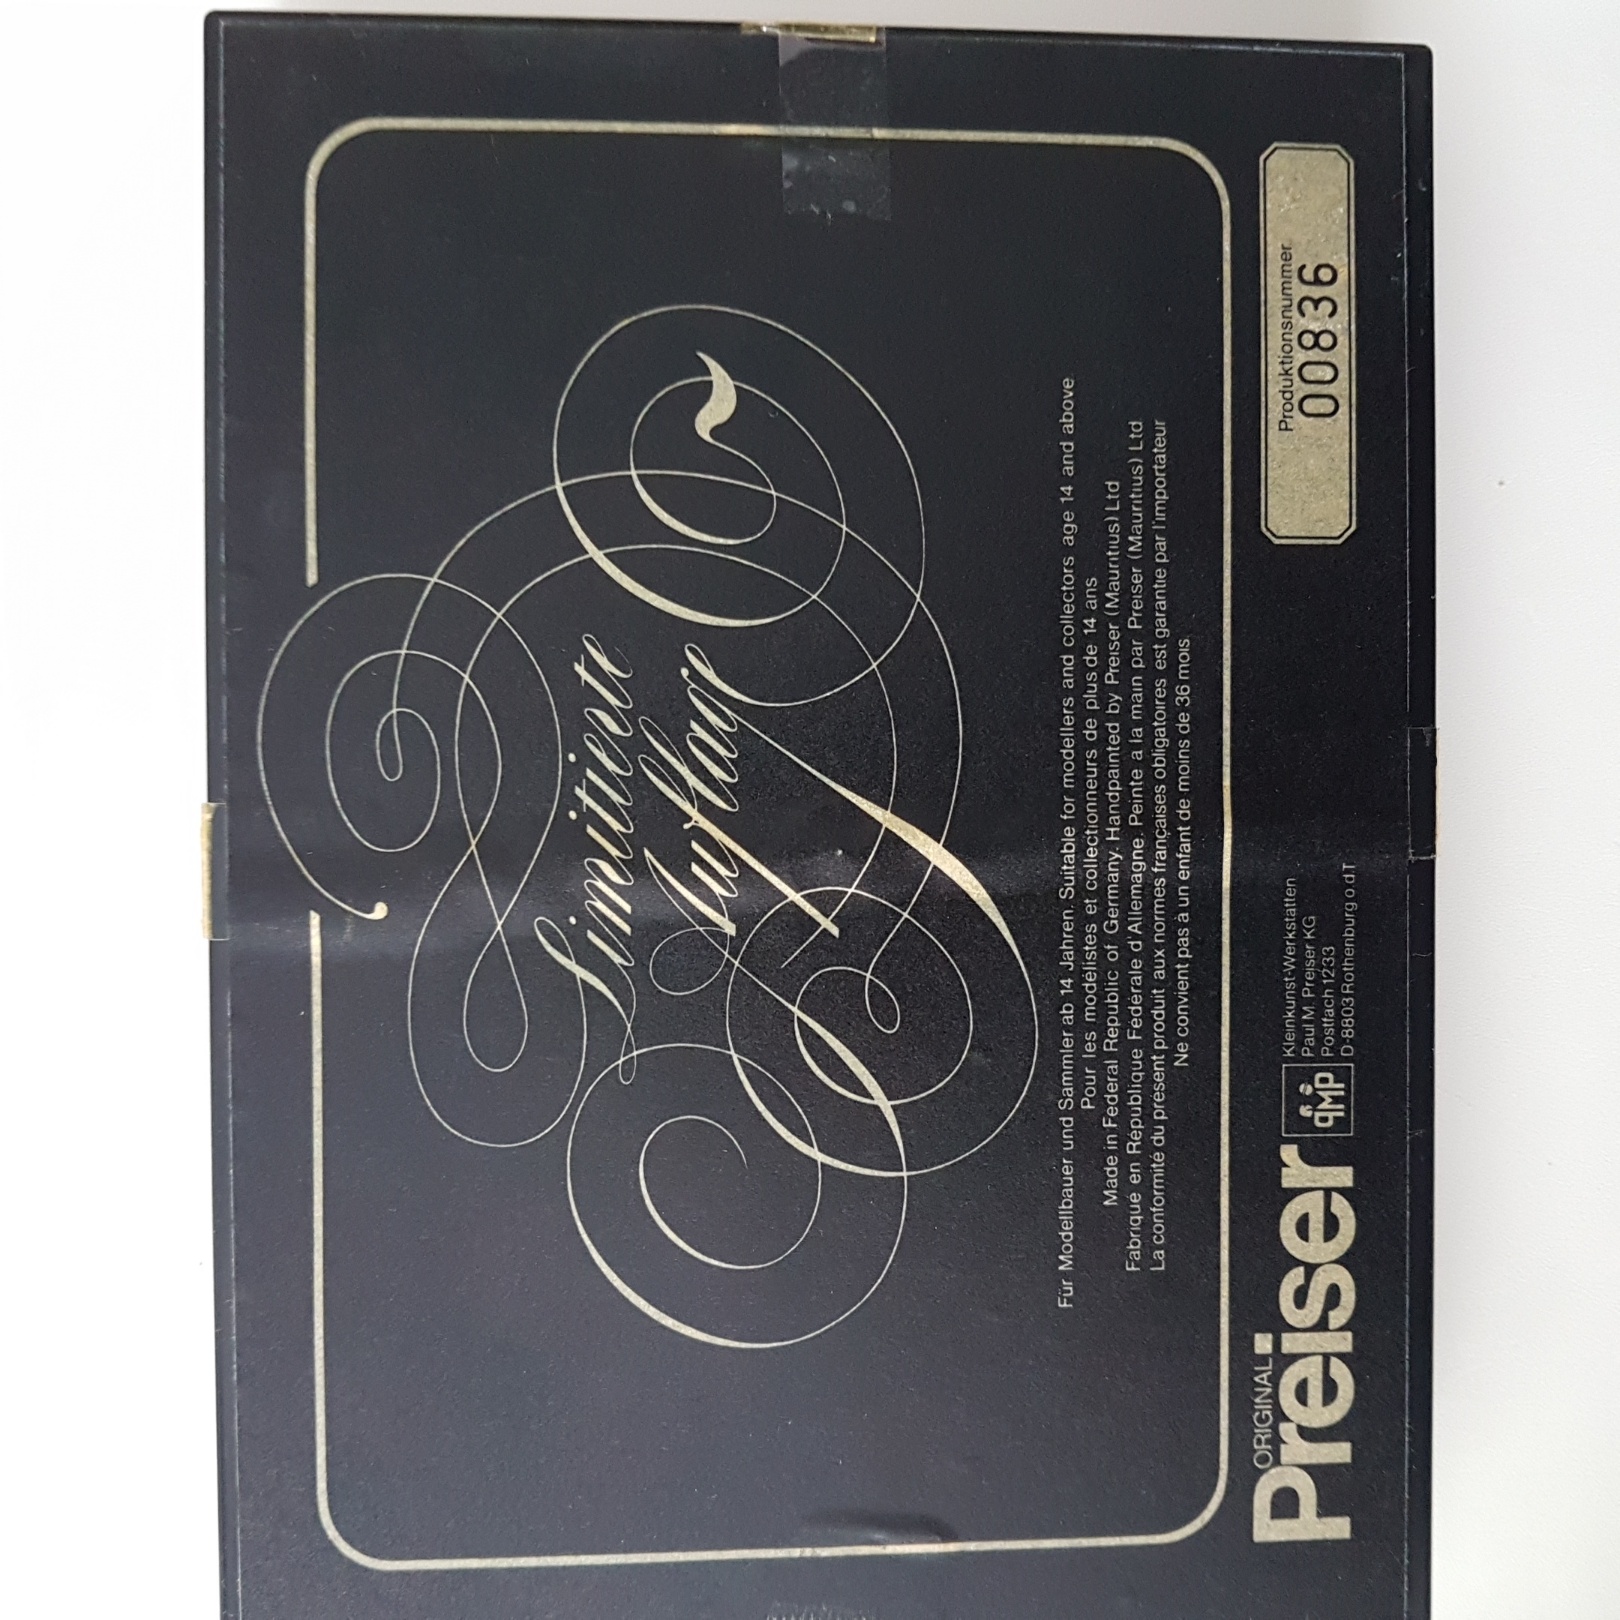 Limitierte
Auflage
Für Modellbauer und Sammler ab 14 Jahren. Suitable for modellers and collectors age 14 and above
Pour les modélistes et collectionneurs de plus de 14 ans
Made in Federal Republic of Germany. Handpainted by Preiser (Mauritius) Ltd
Fabriqué en République Fédérale d'Allemagne. Peinte à la main par Preiser (Mauritius) Ltd
La conformité du présent produit aux normes françaises obligatoires est garantie par l'importateur
Ne convient pas à un enfant de moins de 36 mois
ORIGINAL
Preiser
PMP
Kleinkunst-Werkstätten
Paul M. Preiser KG
Postfach 1233
D-8803 Rothenburg o.dT
Produktionsnummer
00836